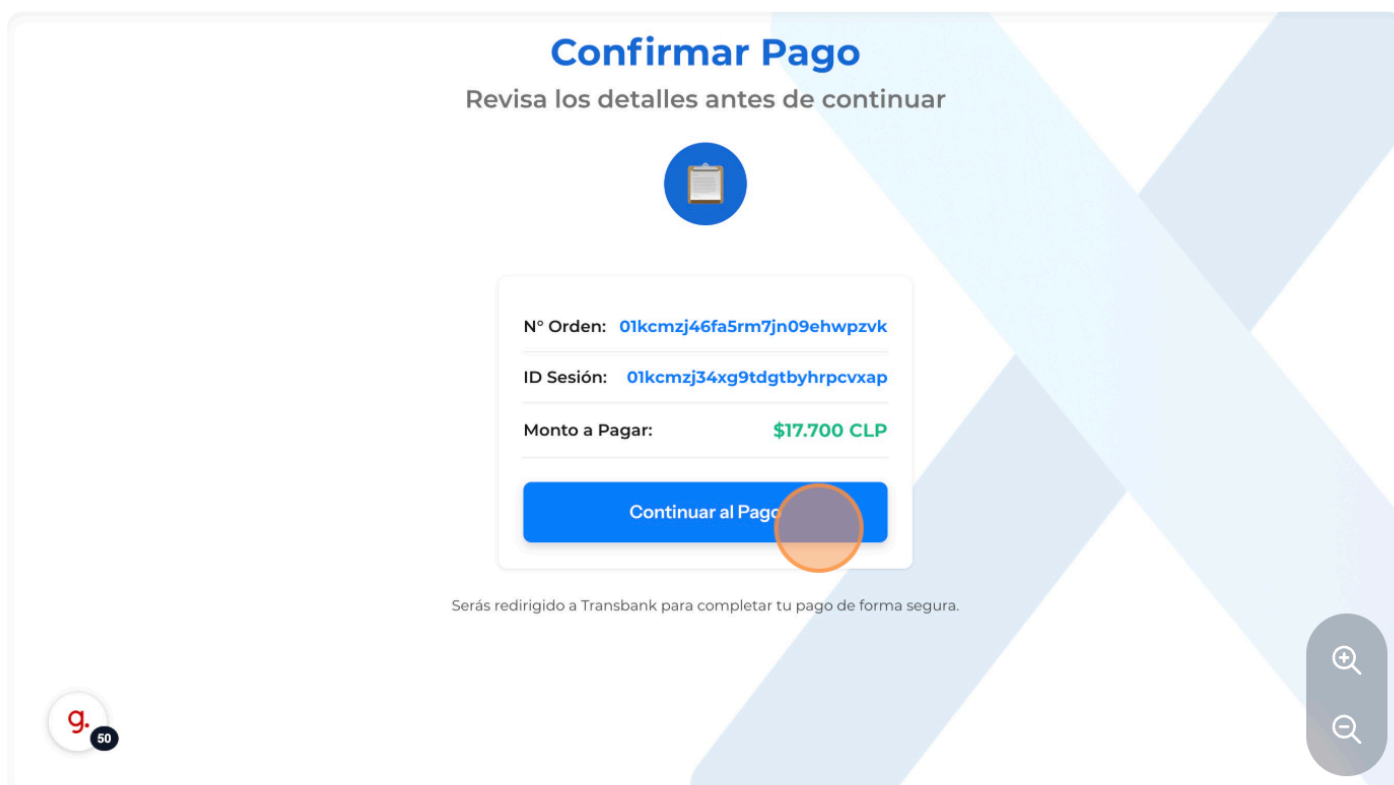 Confirmar Pago
Revisa los detalles antes de continuar
N° Orden: 01kcmzj46fa5rm7jn09ehwpzvk
ID Sesión: 01kcmzj34xg9tdgtbyhrpcvxap
Monto a Pagar: $17.700 CLP
Continuar al Pago
Serás redirigido a Transbank para completar tu pago de forma segura.
g.
50